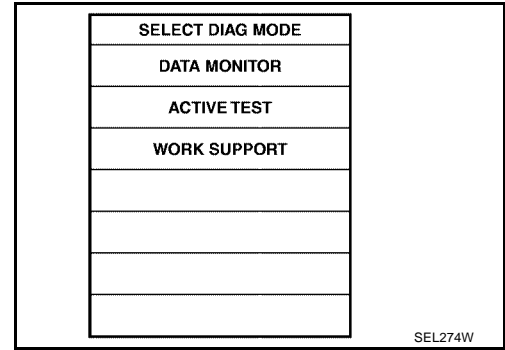 SELECT DIAG MODE
DATA MONITOR
ACTIVE TEST
WORK SUPPORT
SEL274W